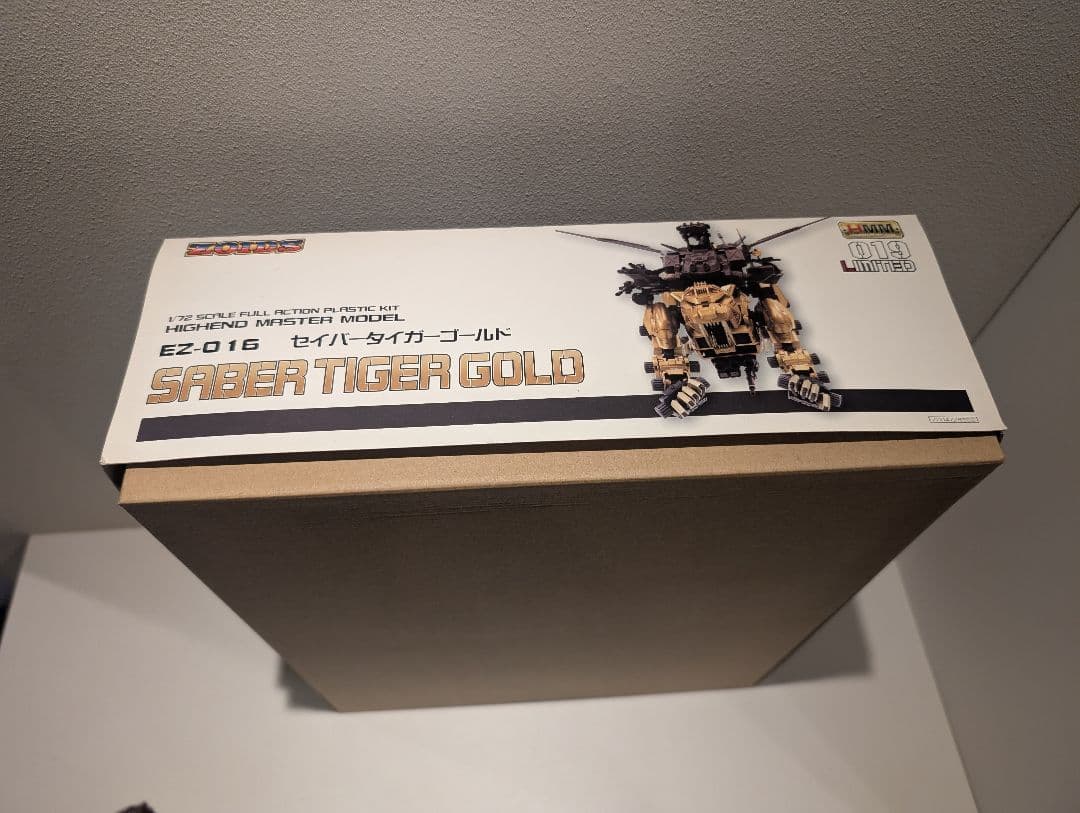 ZOIDS
HMM
019
LIMITED
1/72 SCALE FULL ACTION PLASTIC KIT
HIGHEND MASTER MODEL
EZ-016 セイバータイガーゴールド
SABER TIGER GOLD